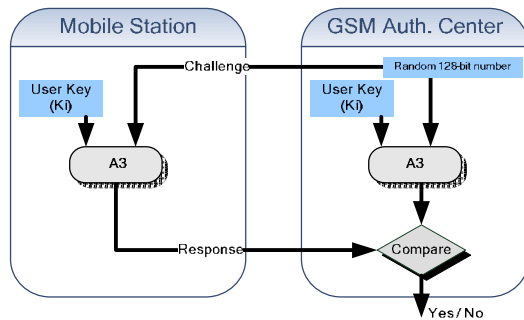 Mobile Station
GSM Auth. Center
Challenge
Random 128-bit number
User Key
(Ki)
User Key
(Ki)
A3
A3
Response
Compare
Yes / No